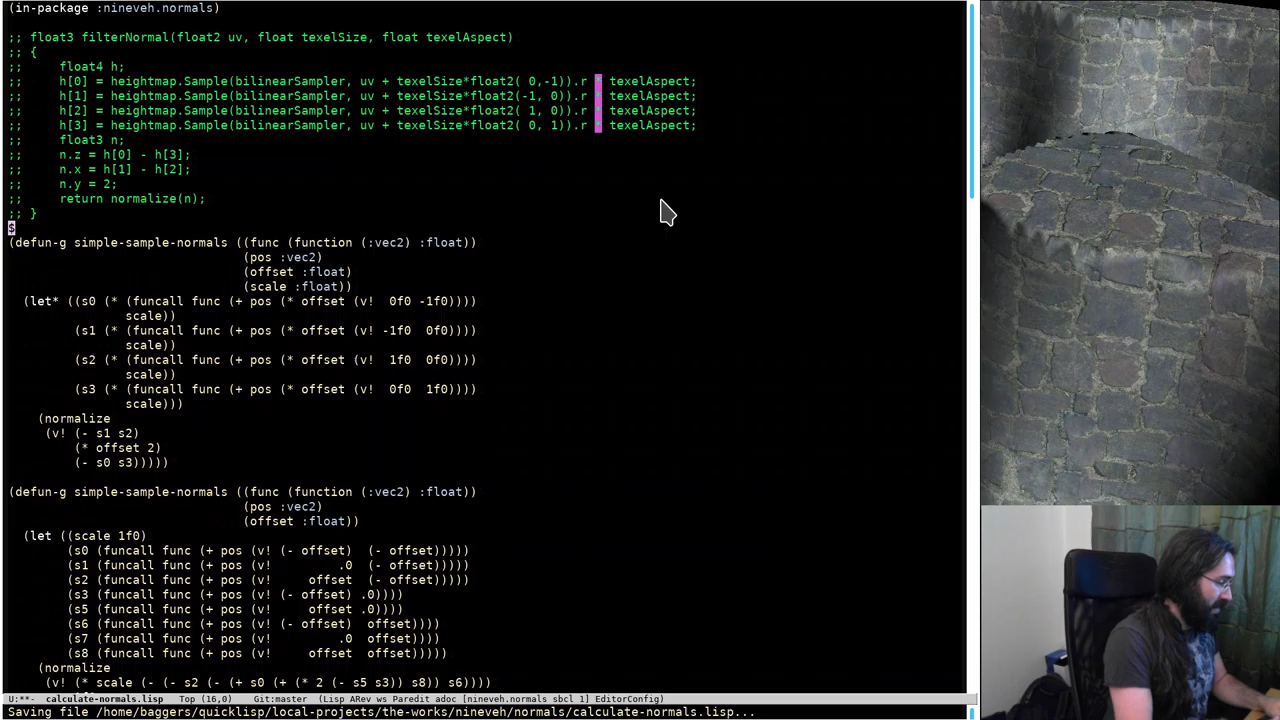 (in-package :nineveh.normals)
;; float3 filterNormal(float2 uv, float texelSize, float texelAspect)
;; {
;;     float4 h;
;;     h[0] = heightmap.Sample(bilinearSampler, uv + texelSize*float2( 0,-1)).r * texelAspect;
;;     h[1] = heightmap.Sample(bilinearSampler, uv + texelSize*float2(-1, 0)).r * texelAspect;
;;     h[2] = heightmap.Sample(bilinearSampler, uv + texelSize*float2( 1, 0)).r * texelAspect;
;;     h[3] = heightmap.Sample(bilinearSampler, uv + texelSize*float2( 0, 1)).r * texelAspect;
;;     float3 n;
;;     n.z = h[0] - h[3];
;;     n.x = h[1] - h[2];
;;     n.y = 2;
;;     return normalize(n);
;; }
$
(defun-g simple-sample-normals ((func (function (:vec2) :float))
                                (pos :vec2)
                                (offset :float)
                                (scale :float))
  (let* ((s0 (* (funcall func (+ pos (* offset (v!  0f0 -1f0))))
                scale))
         (s1 (* (funcall func (+ pos (* offset (v! -1f0  0f0))))
                scale))
         (s2 (* (funcall func (+ pos (* offset (v!  1f0  0f0))))
                scale))
         (s3 (* (funcall func (+ pos (* offset (v!  0f0  1f0))))
                scale)))
    (normalize
     (v! (- s1 s2)
         (* offset 2)
         (- s0 s3)))))
(defun-g simple-sample-normals ((func (function (:vec2) :float))
                                (pos :vec2)
                                (offset :float))
  (let ((scale 1f0)
        (s0 (funcall func (+ pos (v! (- offset)  (- offset)))))
        (s1 (funcall func (+ pos (v!         .0  (- offset)))))
        (s2 (funcall func (+ pos (v!     offset  (- offset)))))
        (s3 (funcall func (+ pos (v! (- offset) .0))))
        (s5 (funcall func (+ pos (v!     offset .0))))
        (s6 (funcall func (+ pos (v! (- offset)  offset))))
        (s7 (funcall func (+ pos (v!         .0  offset))))
        (s8 (funcall func (+ pos (v!     offset  offset)))))
    (normalize
     (v! (* scale (- (- s2 (- (+ s0 (+ (* 2 (- s5 s3)) s8)) s6))))
U:**-  calculate-normals.lisp   Top (16,0)     Git:master  (Lisp ARev ws Paredit adoc [nineveh.normals sbcl 1] EditorConfig)
Saving file /home/baggers/quicklisp/local-projects/the-works/nineveh/normals/calculate-normals.lisp...